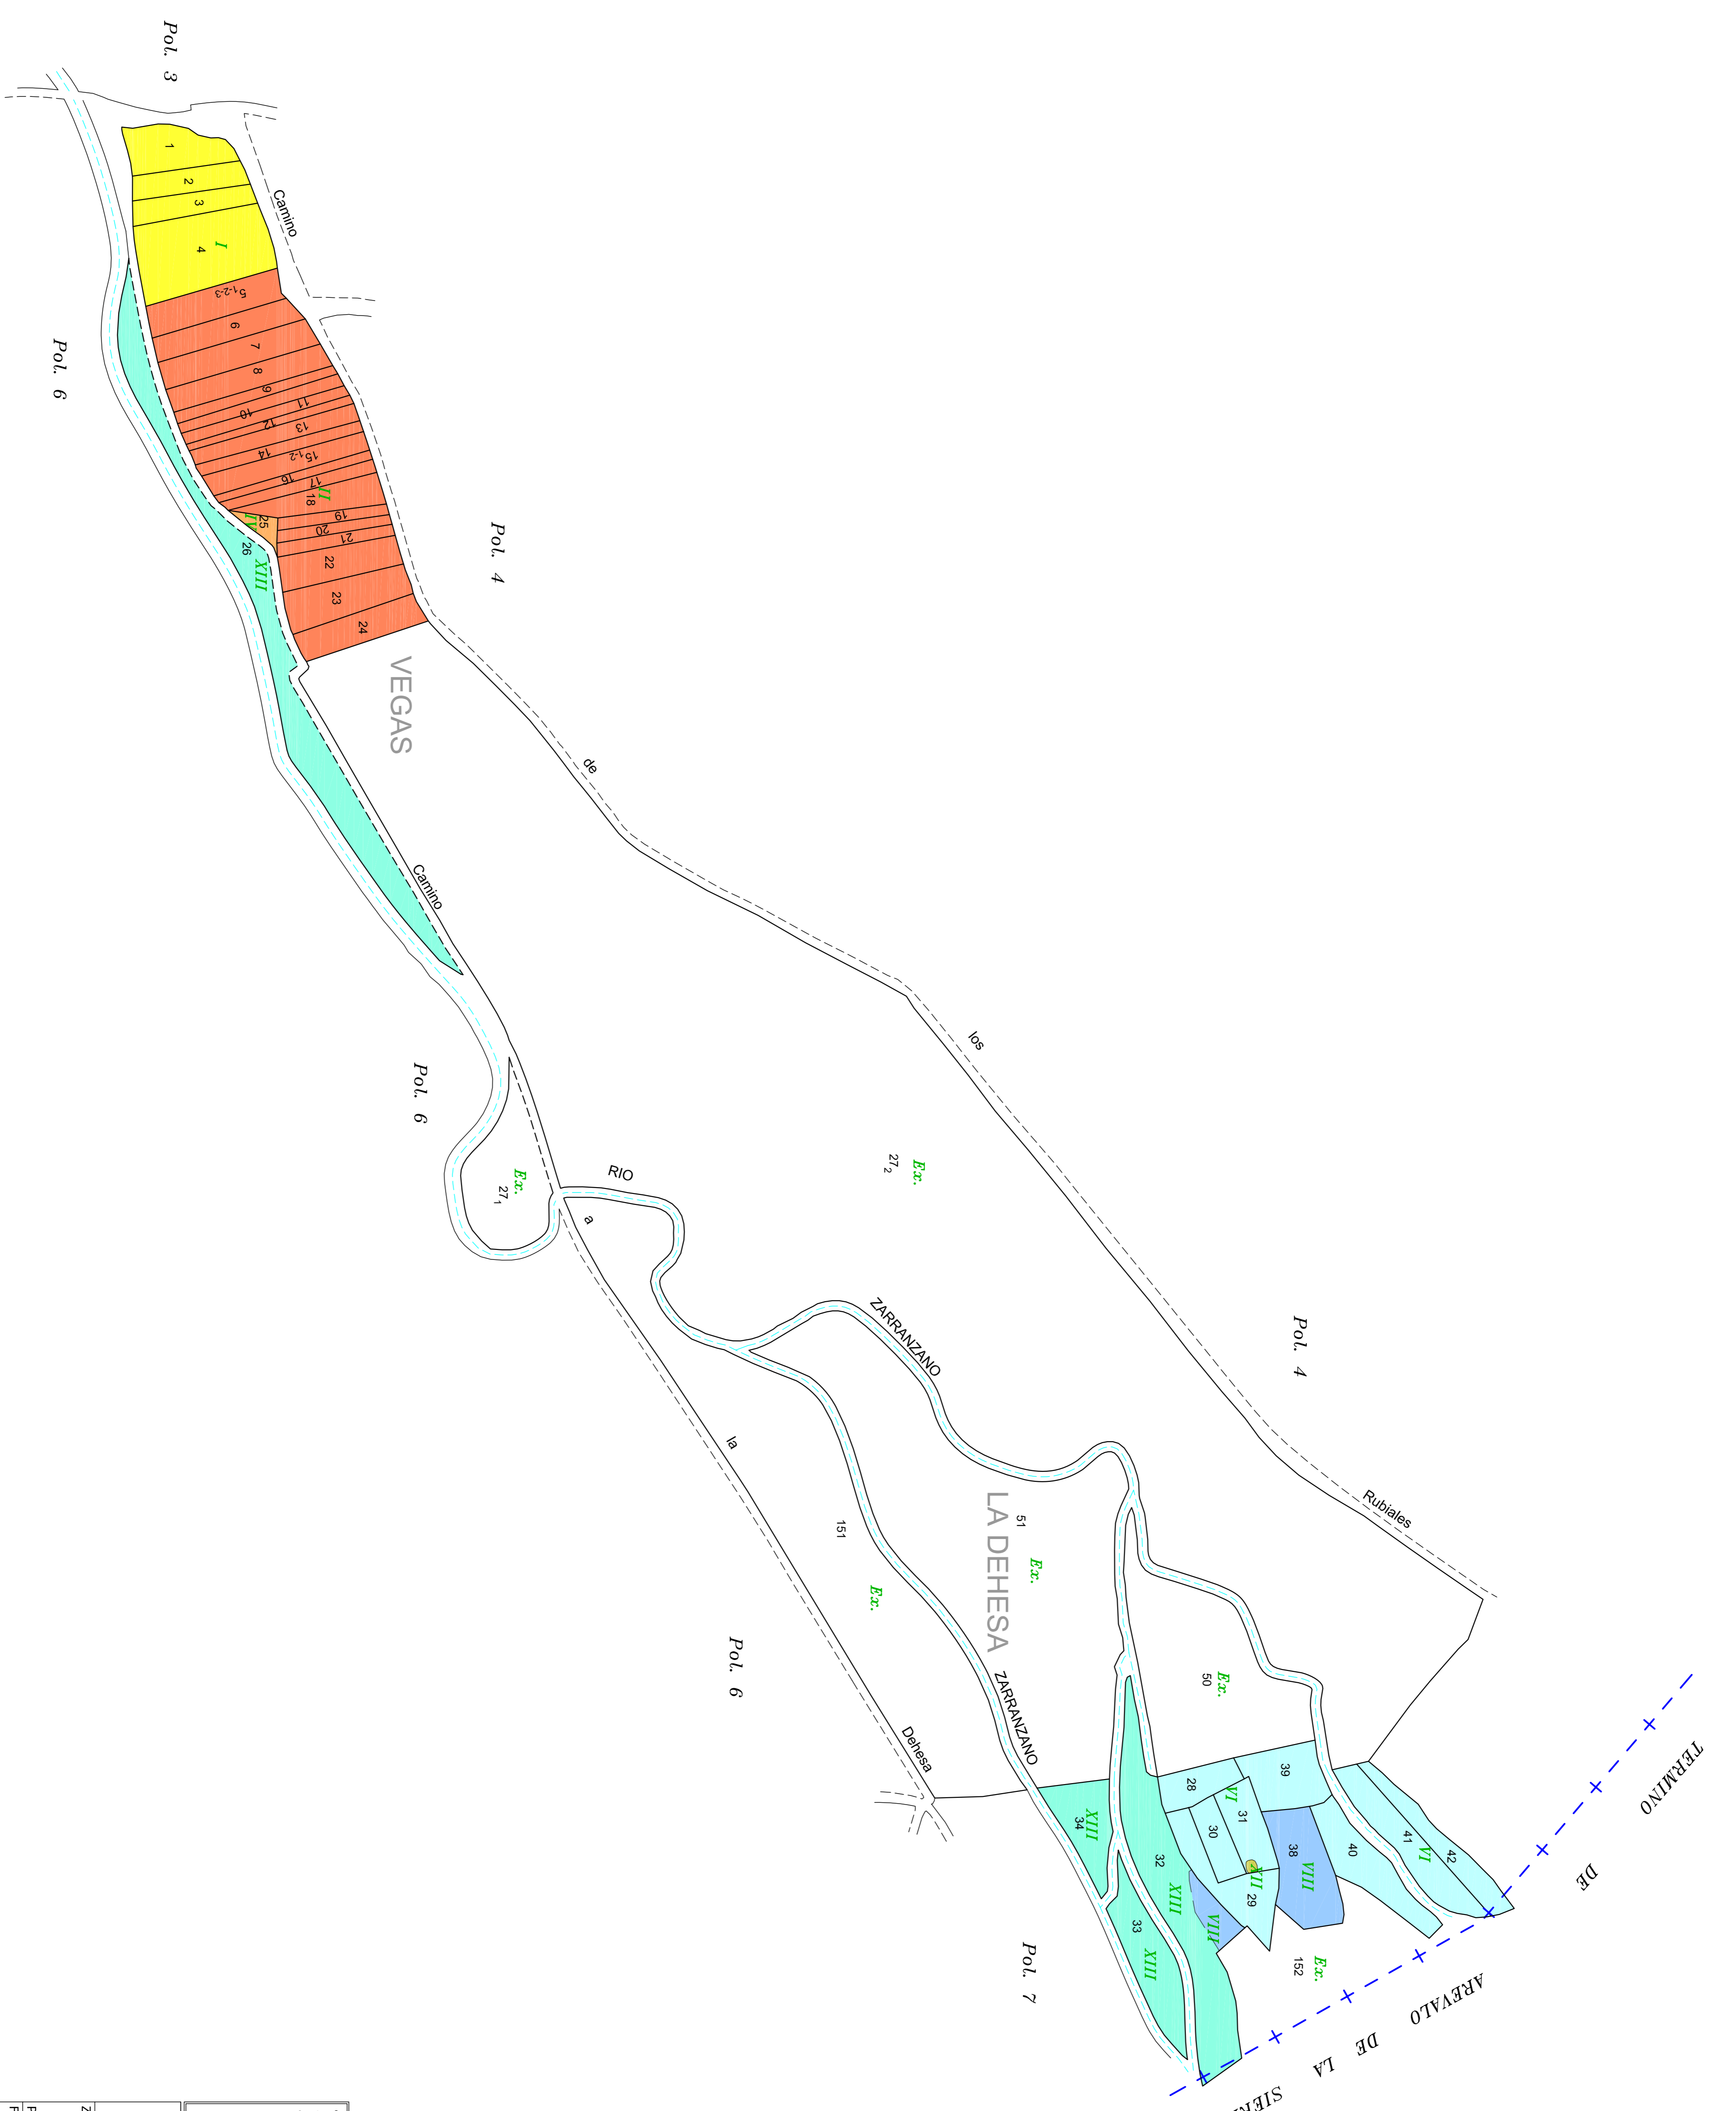 Pol. 3
Pol. 6
Camino
1
2
3
4
I
5 1-2-3
6
7
8
9
10
11
12
13
14
15 1-2
16
17
18
II
19
20
21
22
23
24
25
26
XIII
Pol. 4
VEGAS
de
Camino
los
Pol. 6
Ex.
27 1
Ex.
27 2
RIO
a
ZARRANZANO
la
Pol. 4
Rubiales
151
Ex.
51
Ex.
LA DEHESA
Pol. 6
ZARRANZANO
Dehesa
Ex.
50
39
28
VI
31
30
38
VIII
40
41
VI
42
XII
29
34
XIII
32
XIII
VIII
33
XIII
Ex.
152
Pol. 7
TERMINO
DE
AREVALO
DE
LA